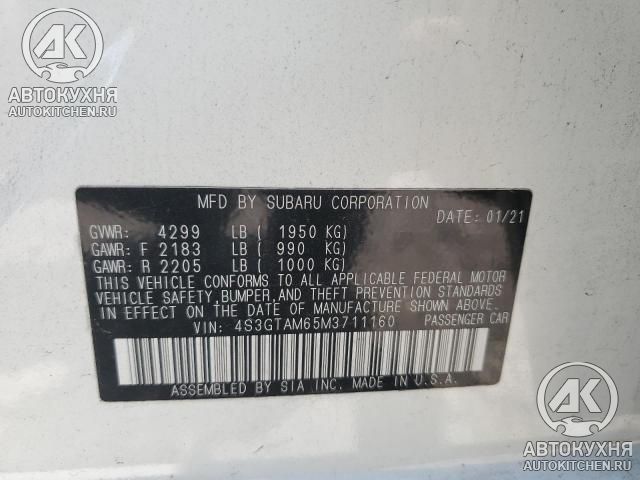 AK
АВТОКУХНЯ
AUTOKITCHEN.RU
MFD BY SUBARU CORPORATION
DATE: 01/21
GVWR: 4299 LB ( 1950 KG)
GAWR: F 2183 LB ( 990 KG)
GAWR: R 2205 LB ( 1000 KG)
THIS VEHICLE CONFORMS TO ALL APPLICABLE FEDERAL MOTOR
VEHICLE SAFETY, BUMPER, AND THEFT PREVENTION STANDARDS
IN EFFECT ON THE DATE OF MANUFACTURE SHOWN ABOVE.
VIN: 4S3GTAM65M3711160 PASSENGER CAR
ASSEMBLED BY SIA INC. MADE IN U.S.A.
AK
АВТОКУХНЯ
AUTOKITCHEN.RU